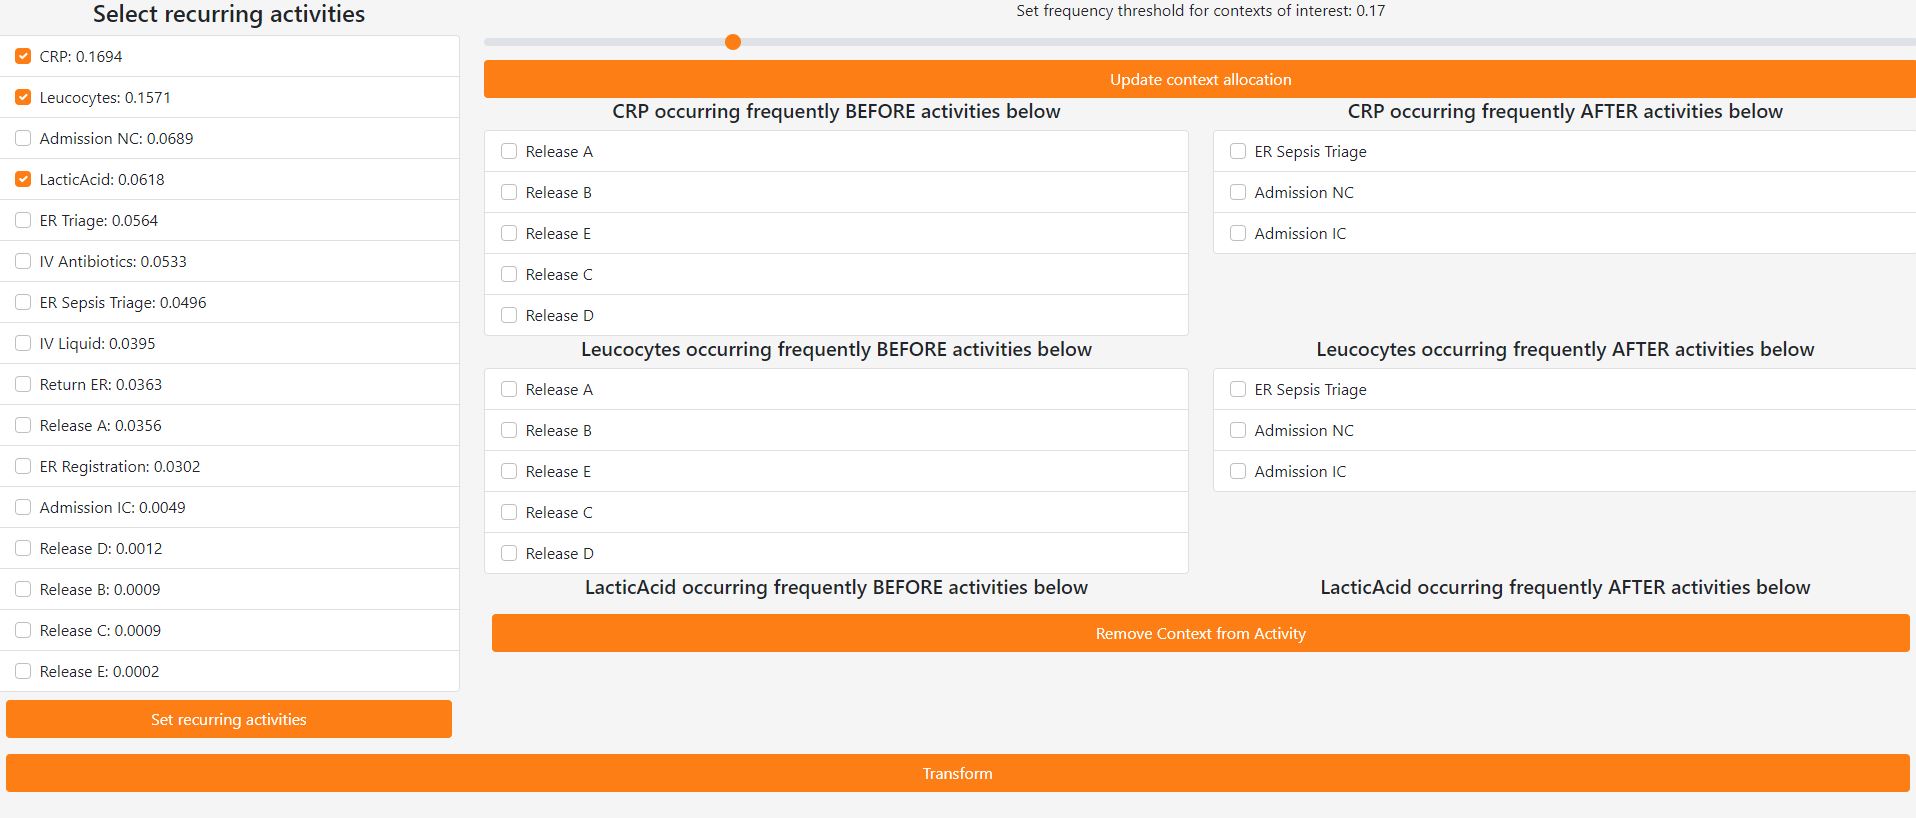 Select recurring activities
CRP: 0.1694
Leucocytes: 0.1571
Admission NC: 0.0689
LacticAcid: 0.0618
ER Triage: 0.0564
IV Antibiotics: 0.0533
ER Sepsis Triage: 0.0496
IV Liquid: 0.0395
Return ER: 0.0363
Release A: 0.0356
ER Registration: 0.0302
Admission IC: 0.0049
Release D: 0.0012
Release B: 0.0009
Release C: 0.0009
Release E: 0.0002
Set recurring activities
Set frequency threshold for contexts of interest: 0.17
Update context allocation
CRP occurring frequently BEFORE activities below
Release A
Release B
Release E
Release C
Release D
CRP occurring frequently AFTER activities below
ER Sepsis Triage
Admission NC
Admission IC
Leucocytes occurring frequently BEFORE activities below
Release A
Release B
Release E
Release C
Release D
Leucocytes occurring frequently AFTER activities below
ER Sepsis Triage
Admission NC
Admission IC
LacticAcid occurring frequently BEFORE activities below
LacticAcid occurring frequently AFTER activities below
Remove Context from Activity
Transform